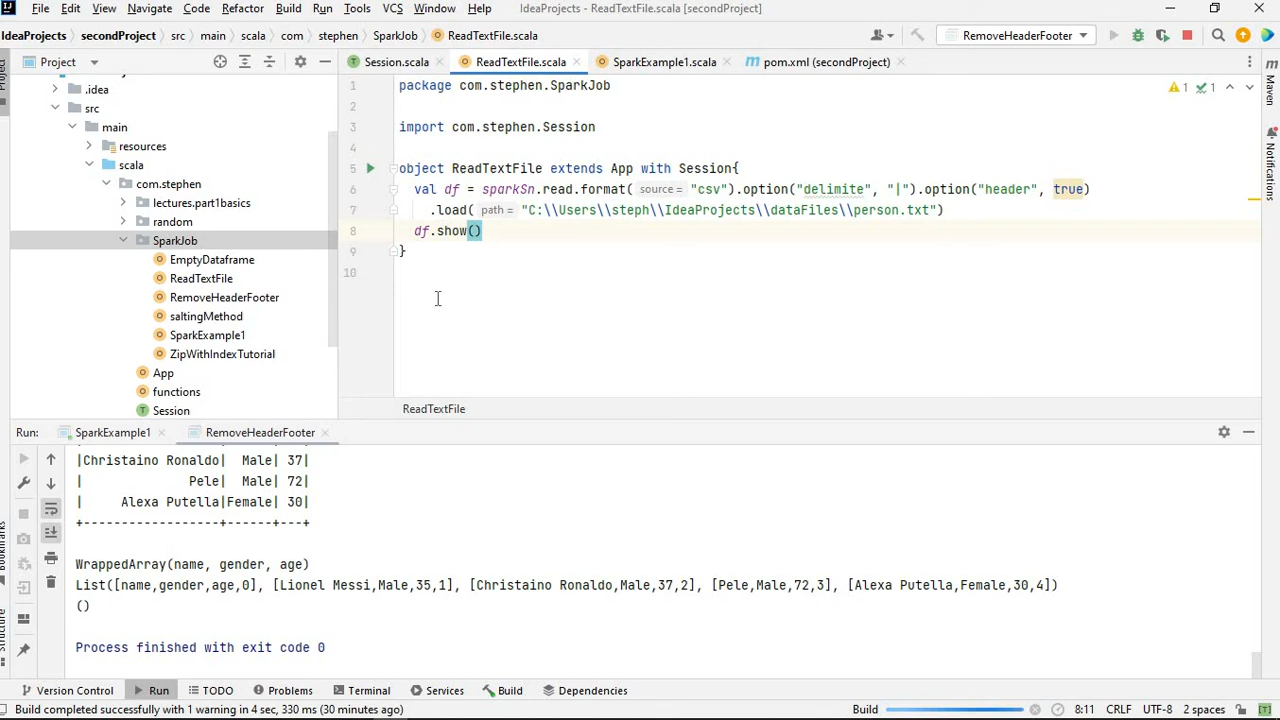 File Edit View Navigate Code Refactor Build Run Tools VCS Window Help IdeaProjects - ReadTextFile.scala [secondProject]
IdeaProjects secondProject src main scala com stephen SparkJob ReadTextFile.scala RemoveHeaderFooter
Project Session.scala ReadTextFile.scala SparkExample1.scala pom.xml (secondProject)
.idea
src
main
resources
scala
com.stephen
lectures.part1basics
random
SparkJob
EmptyDataframe
ReadTextFile
RemoveHeaderFooter
saltingMethod
SparkExample1
ZipWithIndexTutorial
App
functions
Session
1 package com.stephen.SparkJob
2
3 import com.stephen.Session
4
5 object ReadTextFile extends App with Session{
6 val df = sparkSn.read.format( source = "csv").option("delimite", "|").option("header", true)
7 .load( path = "C:\\Users\\steph\\IdeaProjects\\dataFiles\\person.txt")
8 df.show()
9 }
10
1 1
ReadTextFile
Project
Bookmarks
Structure
Maven
Notifications
Run: SparkExample1 RemoveHeaderFooter
|Christaino Ronaldo| Male| 37|
| Pele| Male| 72|
| Alexa Putella|Female| 30|
+------------------+------+---+
WrappedArray(name, gender, age)
List([name,gender,age,0], [Lionel Messi,Male,35,1], [Christaino Ronaldo,Male,37,2], [Pele,Male,72,3], [Alexa Putella,Female,30,4])
()
Process finished with exit code 0
Version Control Run TODO Problems Terminal Services Build Dependencies
Build completed successfully with 1 warning in 4 sec, 330 ms (30 minutes ago) Build 8:11 CRLF UTF-8 2 spaces